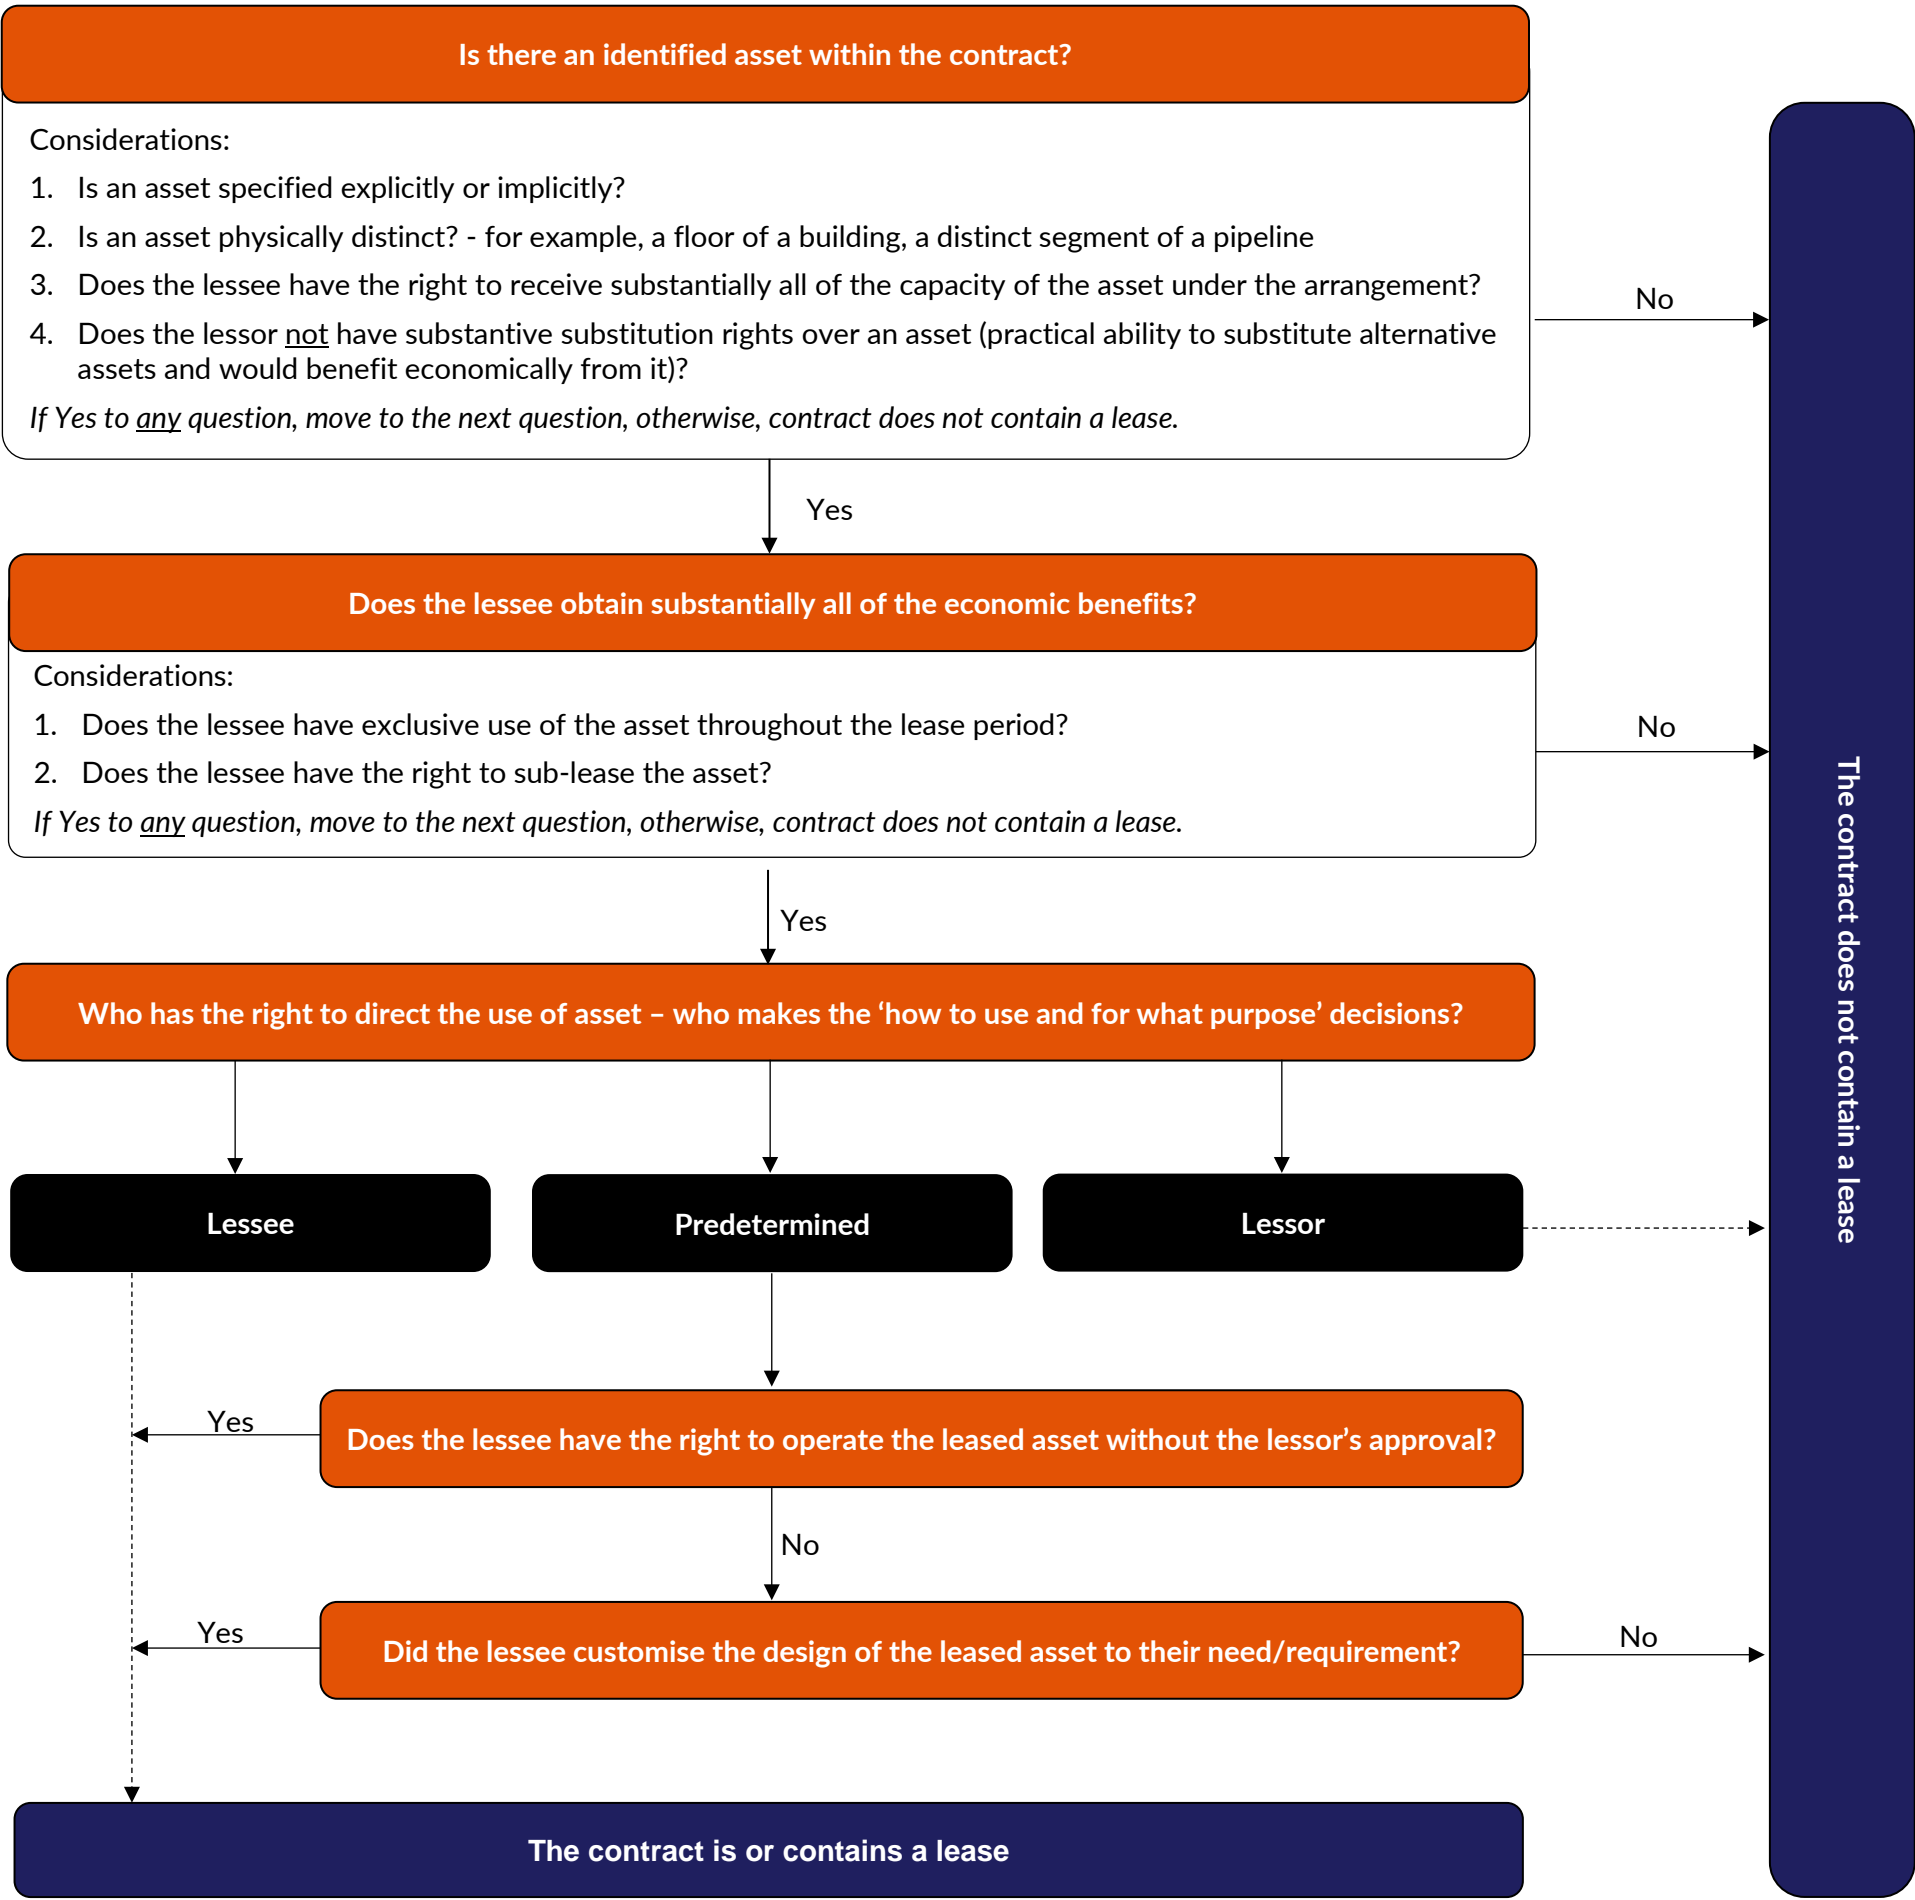 Is there an identified asset within the contract?
Considerations:
1. Is an asset specified explicitly or implicitly?
2. Is an asset physically distinct? - for example, a floor of a building, a distinct segment of a pipeline
3. Does the lessee have the right to receive substantially all of the capacity of the asset under the arrangement?
4. Does the lessor not have substantive substitution rights over an asset (practical ability to substitute alternative
assets and would benefit economically from it)?
If Yes to any question, move to the next question, otherwise, contract does not contain a lease.
No
Yes
Does the lessee obtain substantially all of the economic benefits?
Considerations:
1. Does the lessee have exclusive use of the asset throughout the lease period?
2. Does the lessee have the right to sub-lease the asset?
If Yes to any question, move to the next question, otherwise, contract does not contain a lease.
No
Yes
Who has the right to direct the use of asset – who makes the ‘how to use and for what purpose’ decisions?
Lessee
Predetermined
Lessor
Yes
Does the lessee have the right to operate the leased asset without the lessor’s approval?
No
Yes
Did the lessee customise the design of the leased asset to their need/requirement?
No
The contract is or contains a lease
The contract does not contain a lease